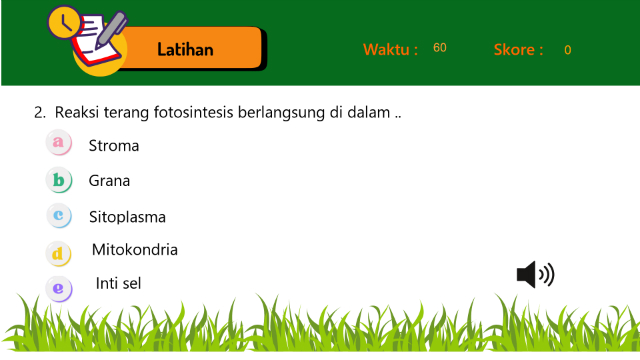 Latihan
Waktu : 60 Skore : 0
2. Reaksi terang fotosintesis berlangsung di dalam ..
a Stroma
b Grana
c Sitoplasma
d Mitokondria
e Inti sel